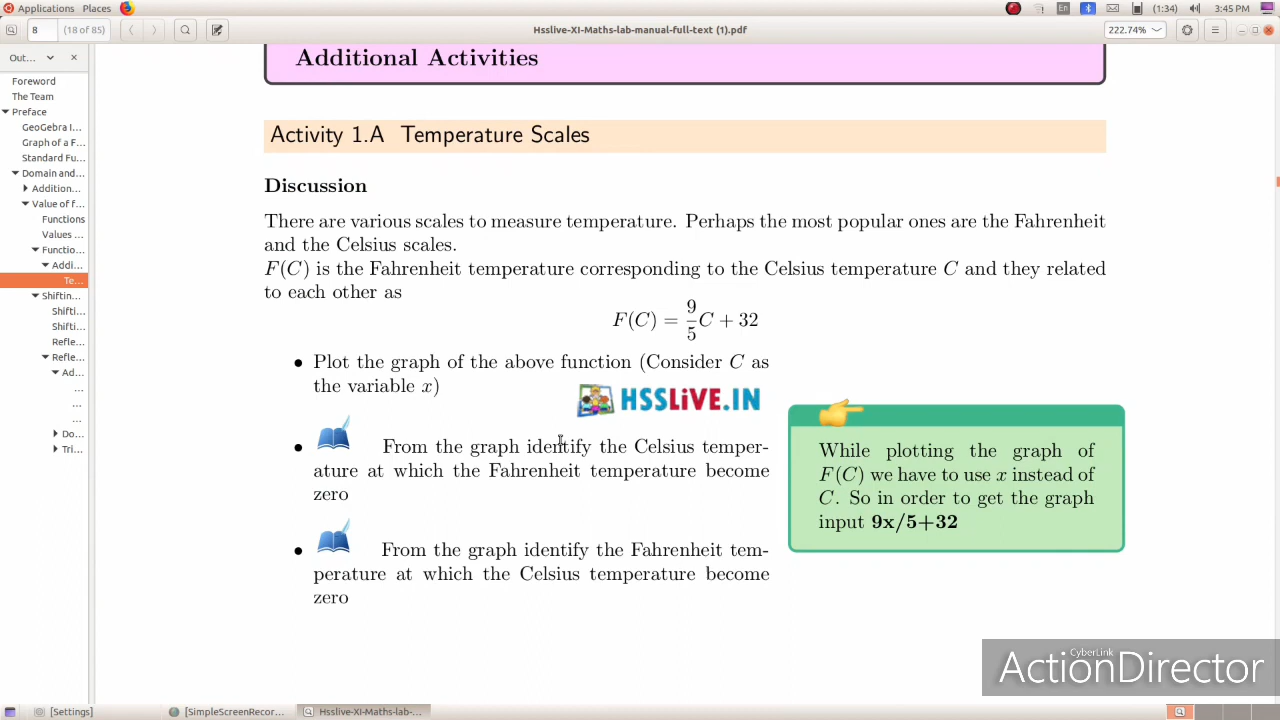 Applications Places
En
(1:34)
3:45 PM
8
(18 of 85)
Hsslive-XI-Maths-lab-manual-full-text (1).pdf
222.74%
Out...
Foreword
The Team
Preface
GeoGebra I...
Graph of a F...
Standard Fu...
Domain and...
Addition...
Value of f...
Functions
Values ...
Functio...
Addi...
Te...
Shiftin...
Shifti...
Shifti...
Refle...
Refle...
Ad...
...
...
...
Do...
Tri...
Additional Activities
Activity 1.A Temperature Scales
Discussion
There are various scales to measure temperature. Perhaps the most popular ones are the Fahrenheit
and the Celsius scales.
F(C) is the Fahrenheit temperature corresponding to the Celsius temperature C and they related
to each other as
F(C) = 9/5 C + 32
• Plot the graph of the above function (Consider C as
the variable x)
HSSLiVE.IN
• From the graph identify the Celsius temper-
ature at which the Fahrenheit temperature become
zero
• From the graph identify the Fahrenheit tem-
perature at which the Celsius temperature become
zero
While plotting the graph of
F(C) we have to use x instead of
C. So in order to get the graph
input 9x/5+32
CyberLink
ActionDirector
[Settings]
[SimpleScreenRecor...
Hsslive-XI-Maths-lab-...